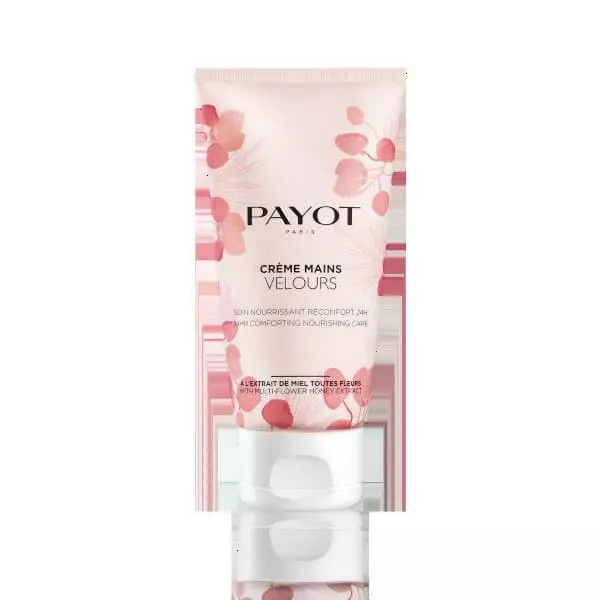 PAYOT
PARIS
CRÈME MAINS
VELOURS
SOIN NOURRISSANT RÉCONFORT 24H
24HR COMFORTING NOURISHING CARE
À L'EXTRAIT DE MIEL TOUTES FLEURS
WITH MULTI-FLOWER HONEY EXTRACT